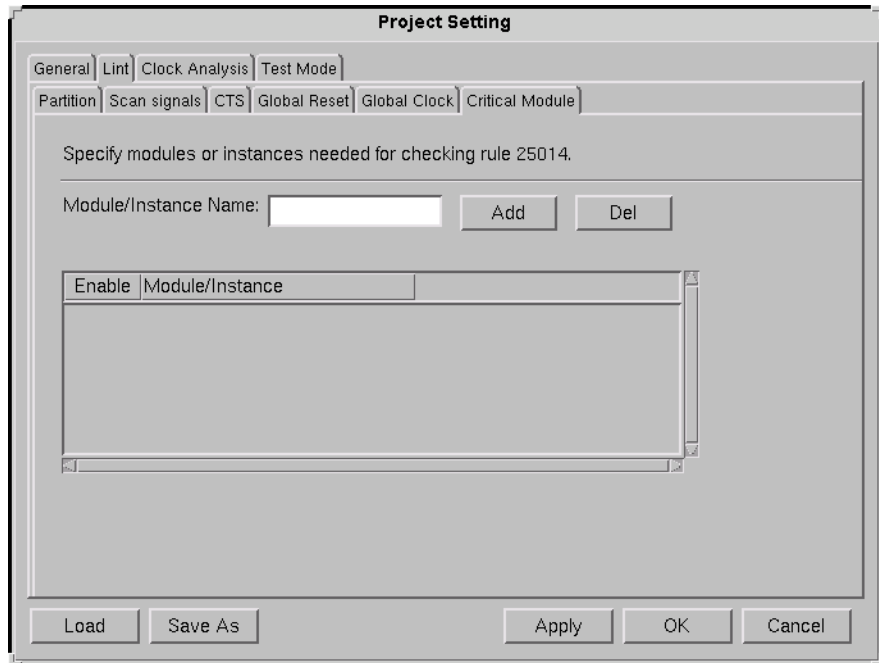 Project Setting
General Lint Clock Analysis Test Mode
Partition Scan signals CTS Global Reset Global Clock Critical Module
Specify modules or instances needed for checking rule 25014.
Module/Instance Name: Add Del
Enable Module/Instance
Load Save As Apply OK Cancel